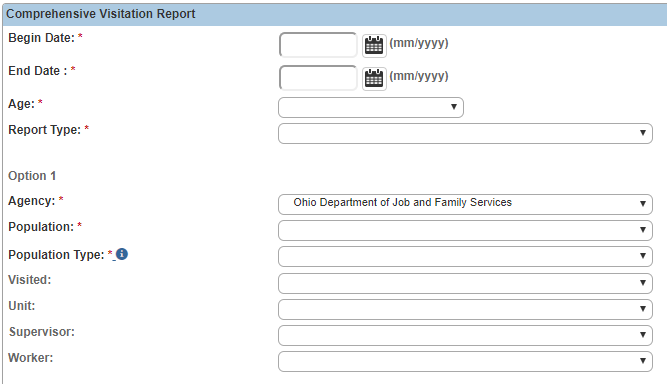 Comprehensive Visitation Report
Begin Date: * (mm/yyyy)
End Date : * (mm/yyyy)
Age: *
Report Type: *
Option 1
Agency: * Ohio Department of Job and Family Services
Population: *
Population Type: * i
Visited:
Unit:
Supervisor:
Worker: